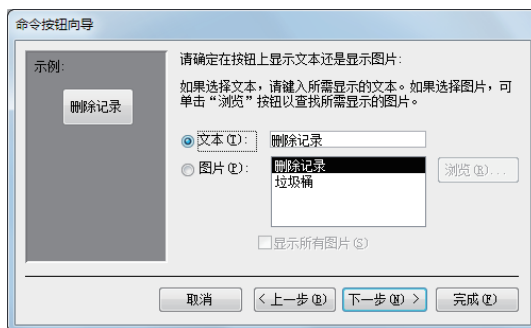 命令按钮向导
示例:
删除记录
请确定在按钮上显示文本还是显示图片:
如果选择文本，请键入所需显示的文本。如果选择图片，可
单击“浏览”按钮以查找所需显示的图片。
文本(T): 删除记录
图片(P): 删除记录
垃圾桶
浏览(R)...
显示所有图片(S)
取消 <上一步(B) 下一步(N)> 完成(F)